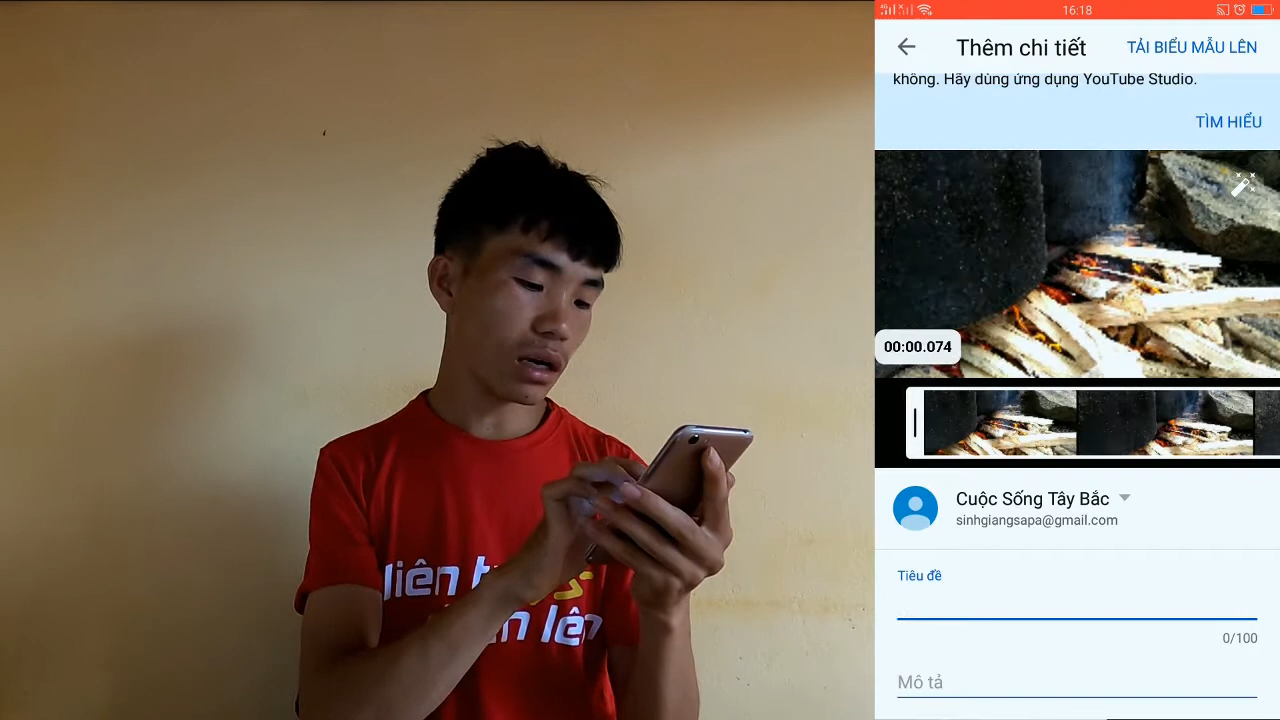 16:18
Thêm chi tiết
TẢI BIỂU MẪU LÊN
không. Hãy dùng ứng dụng YouTube Studio.
TÌM HIỂU
00:00.074
Cuộc Sống Tây Bắc
sinhgiangsapa@gmail.com
Tiêu đề
0/100
Mô tả
lên